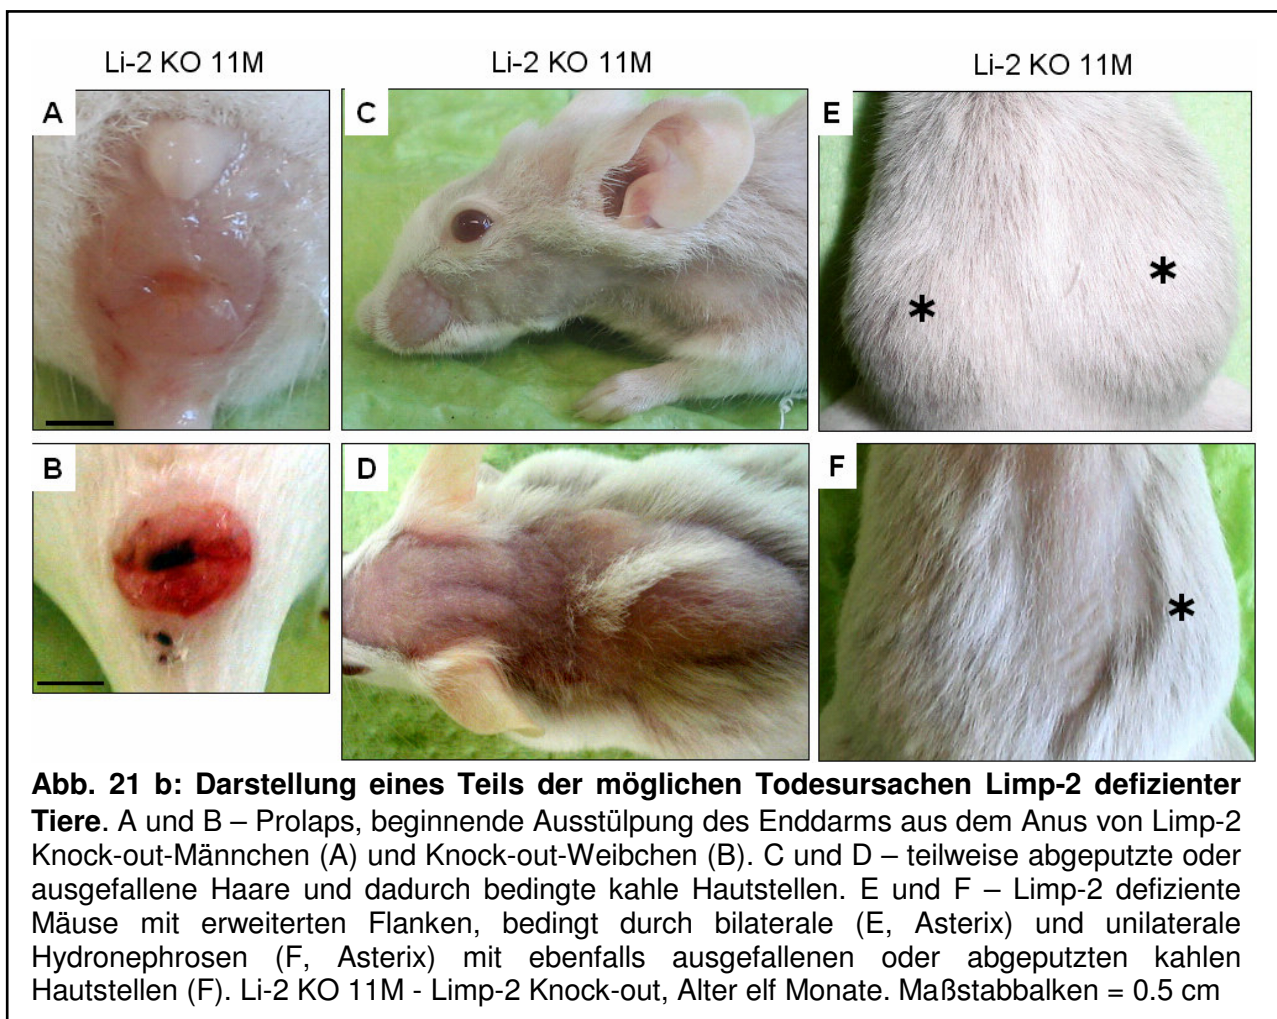 Li-2 KO 11M
Li-2 KO 11M
Li-2 KO 11M
A
C
E
*
*
B
D
F
*
Abb. 21 b: Darstellung eines Teils der möglichen Todesursachen Limp-2 defizienter
Tiere. A und B – Prolaps, beginnende Ausstülpung des Enddarms aus dem Anus von Limp-2
Knock-out-Männchen (A) und Knock-out-Weibchen (B). C und D – teilweise abgeputzte oder
ausgefallene Haare und dadurch bedingte kahle Hautstellen. E und F – Limp-2 defiziente
Mäuse mit erweiterten Flanken, bedingt durch bilaterale (E, Asterix) und unilaterale
Hydronephrosen (F, Asterix) mit ebenfalls ausgefallenen oder abgeputzten kahlen
Hautstellen (F). Li-2 KO 11M - Limp-2 Knock-out, Alter elf Monate. Maßstabbalken = 0.5 cm